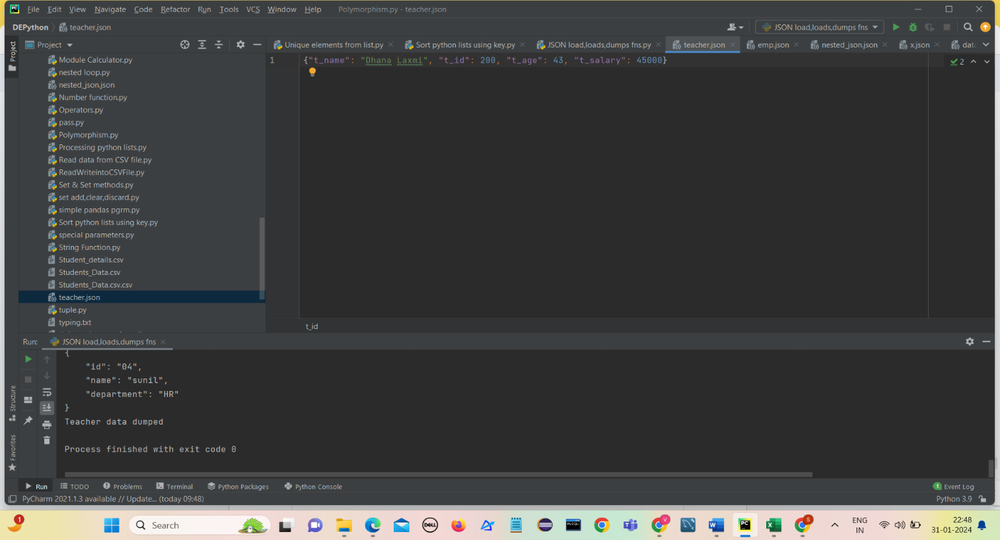 PC File Edit View Navigate Code Refactor Run Tools VCS Window Help Polymorphism.py - teacher.json
DEPython teacher.json JSON load,loads,dumps fns
Project Project Unique elements from list.py Sort python lists using key.py JSON load,loads,dumps fns.py teacher.json emp.json nested_json.json x.json
1 {"t_name": "Dhana Laxmi", "t_id": 200, "t_age": 43, "t_salary": 45000} 2
Module Calculator.py
nested loop.py
nested_json.json
Number function.py
Operators.py
pass.py
Polymorphism.py
Processing python lists.py
Read data from CSV file.py
ReadWriteintoCSVFile.py
Set & Set methods.py
set add,clear,discard.py
simple pandas pgrm.py
Sort python lists using key.py
special parameters.py
String Function.py
Student_details.csv
Students_Data.csv
Students_Data.csv.csv
teacher.json
tuple.py
typing.txt
t_id
Run: JSON load,loads,dumps fns
{
"id": "04",
"name": "sunil",
"department": "HR"
}
Teacher data dumped
Process finished with exit code 0
Structure
Favorites
Run TODO Problems Terminal Python Packages Python Console 1 Event Log
PyCharm 2021.1.3 available // Update... (today 09:48) Python 3.9
1 Search DELL MySQL T V W PC X S ENG 22:48
IN 31-01-2024